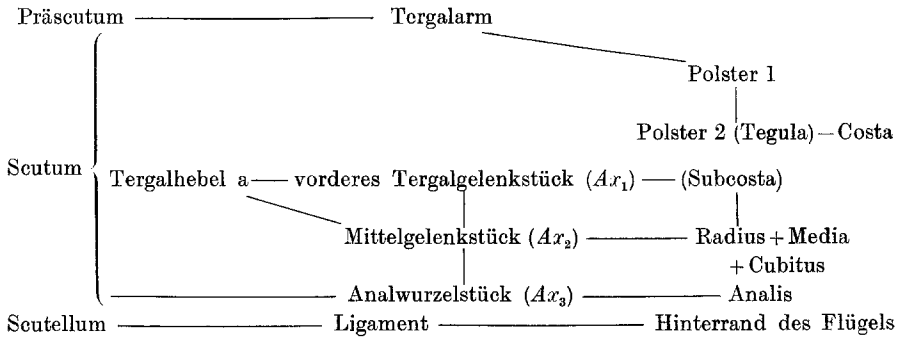 Präscutum Tergalarm
Polster 1
Polster 2 (Tegula) – Costa
Scutum
Tergalhebel a — vorderes Tergalgelenkstück (Ax₁) — (Subcosta)
Mittelgelenkstück (Ax₂) Radius + Media
+ Cubitus
Analwurzelstück (Ax₃) Analis
Scutellum Ligament Hinterrand des Flügels